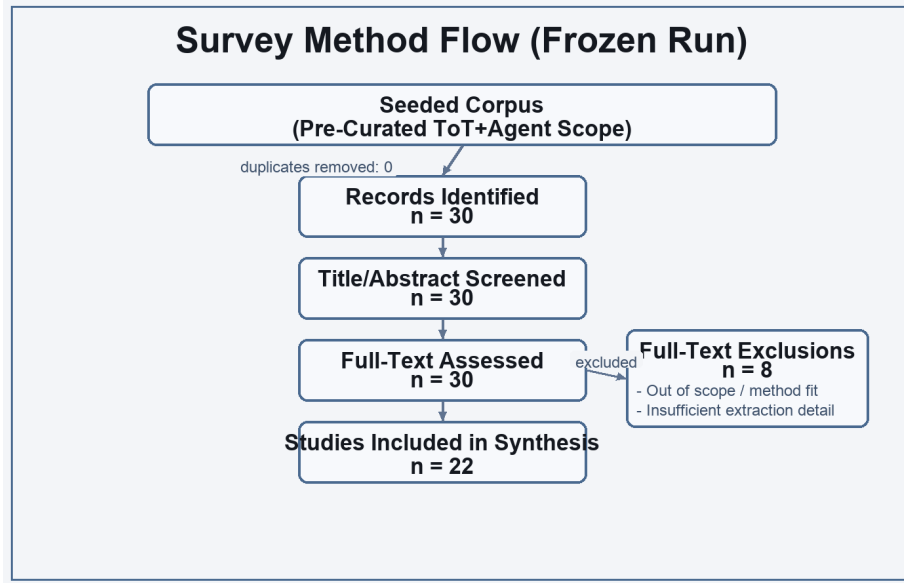 Survey Method Flow (Frozen Run)
Seeded Corpus
(Pre-Curated ToT+Agent Scope)
duplicates removed: 0
Records Identified
n = 30
Title/Abstract Screened
n = 30
Full-Text Assessed
n = 30
excluded
Full-Text Exclusions
n = 8
- Out of scope / method fit
- Insufficient extraction detail
Studies Included in Synthesis
n = 22